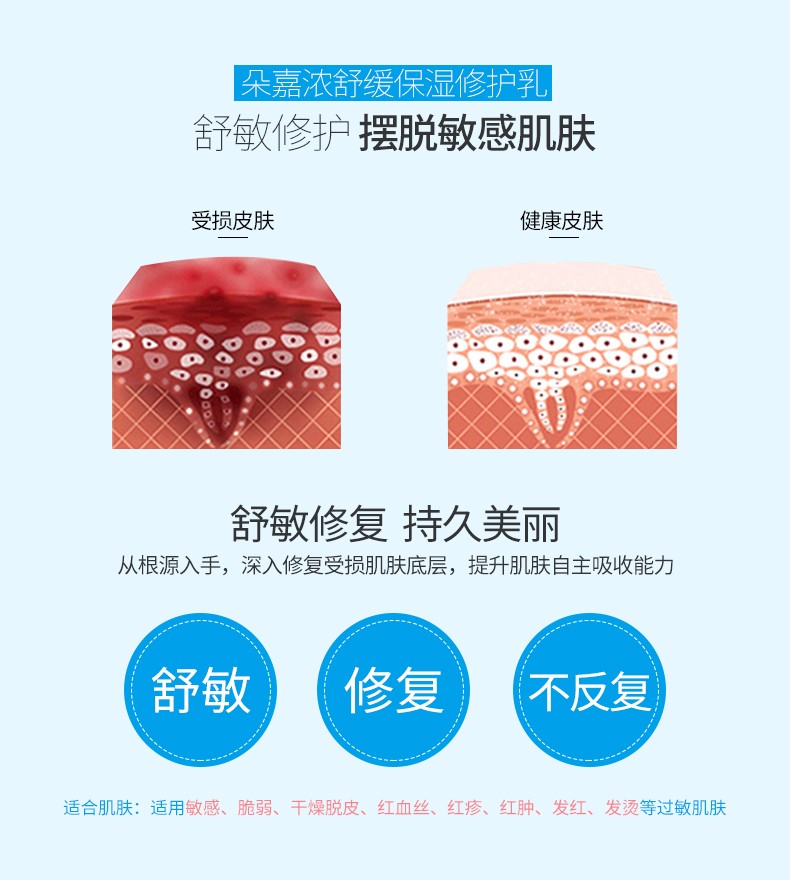 朵嘉浓舒缓保湿修护乳
舒敏修护 摆脱敏感肌肤
受损皮肤
健康皮肤
舒敏修复 持久美丽
从根源入手，深入修复受损肌肤底层，提升肌肤自主吸收能力
舒敏
修复
不反复
适合肌肤：适用敏感、脆弱、干燥脱皮、红血丝、红疹、红肿、发红、发烫等过敏肌肤